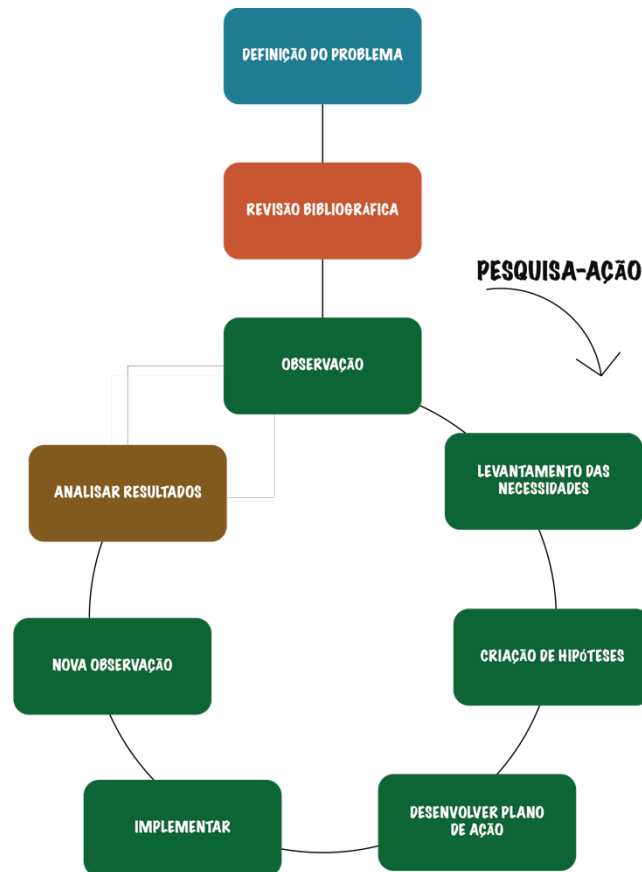 DEFINIÇÃO DO PROBLEMA
REVISÃO BIBLIOGRÁFICA
PESQUISA-AÇÃO
OBSERVAÇÃO
LEVANTAMENTO DAS
NECESSIDADES
ANALISAR RESULTADOS
CRIAÇÃO DE HIPÓTESES
NOVA OBSERVAÇÃO
DESENVOLVER PLANO
DE AÇÃO
IMPLEMENTAR